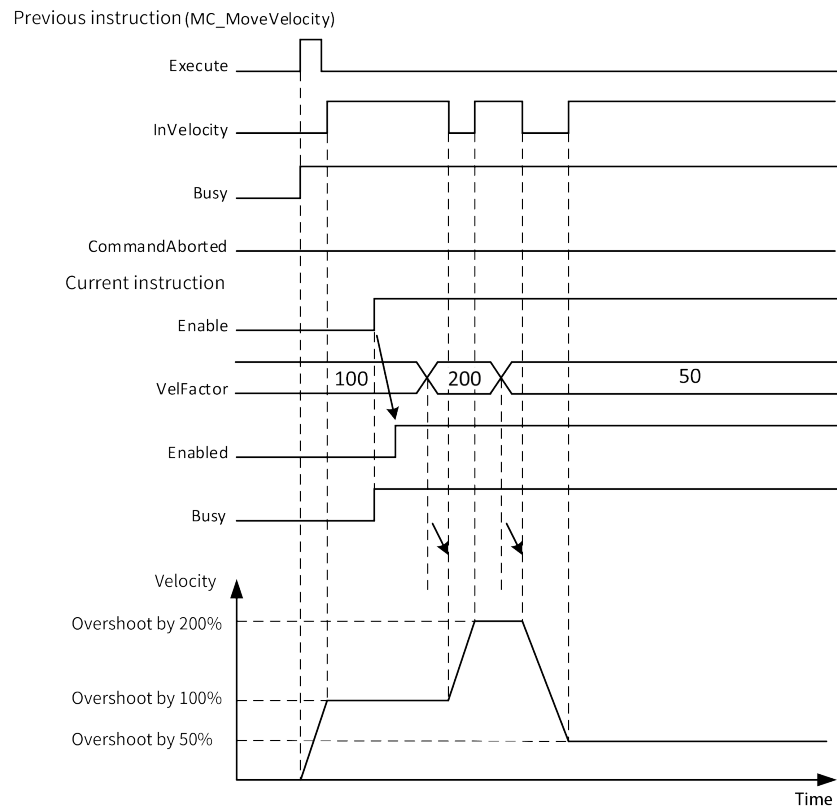 Previous instruction (MC_MoveVelocity)
Execute
InVelocity
Busy
CommandAborted
Current instruction
Enable
VelFactor 100 200 50
Enabled
Busy
Velocity
Overshoot by 200%
Overshoot by 100%
Overshoot by 50%
Time